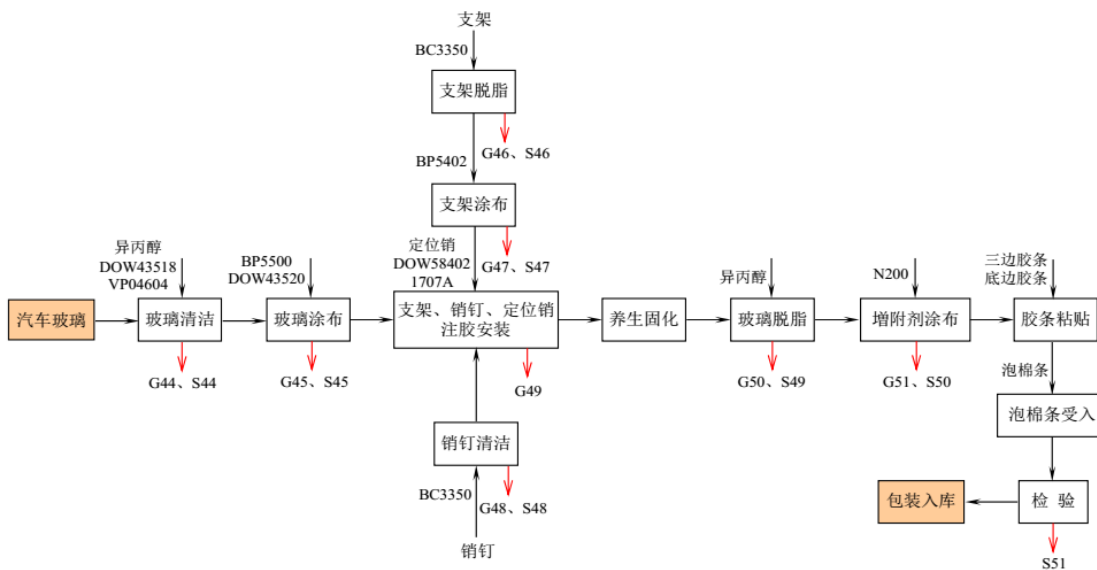 支架
BC3350
支架脱脂
G46、S46
BP5402
支架涂布
G47、S47
异丙醇
DOW43518
VP04604
BP5500
DOW43520
定位销
DOW58402
1707A
异丙醇
N200
三边胶条
底边胶条
汽车玻璃
玻璃清洁
玻璃涂布
支架、销钉、定位销
注胶安装
养生固化
玻璃脱脂
增附剂涂布
胶条粘贴
G44、S44
G45、S45
G49
G50、S49
G51、S50
泡棉条
泡棉条受入
销钉清洁
BC3350
G48、S48
销钉
包装入库
检 验
S51